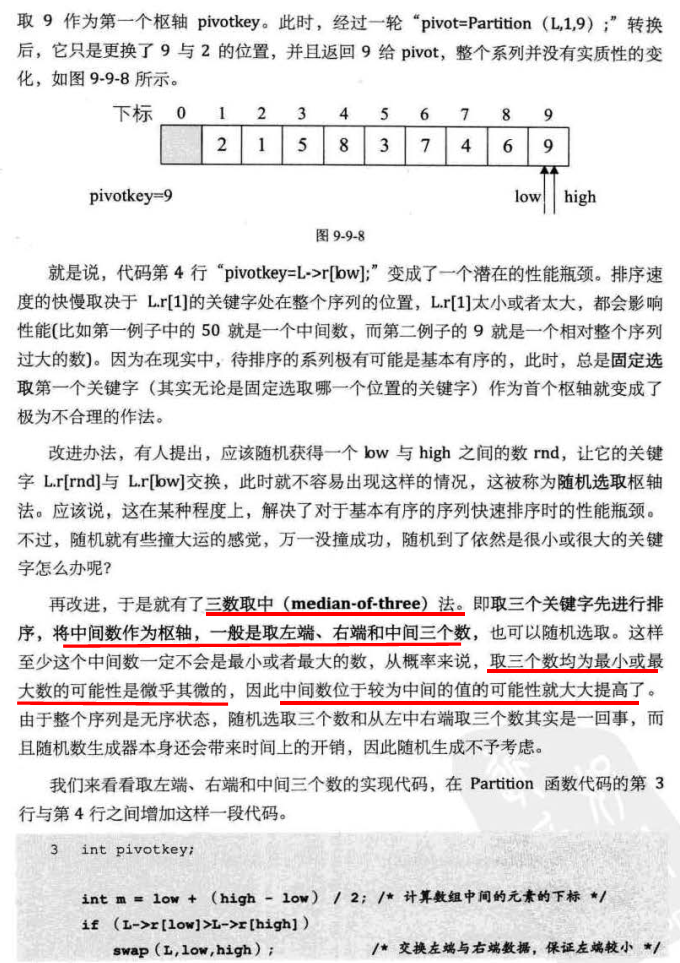 取 9 作为第一个枢轴 pivotkey。此时，经过一轮“pivot=Partition（L,1,9）;”转换
后，它只是更换了 9 与 2 的位置，并且返回 9 给 pivot，整个系列并没有实质性的变
化，如图 9-9-8 所示。
下标 0 1 2 3 4 5 6 7 8 9
2 1 5 8 3 7 4 6 9
pivotkey=9 low high
图 9-9-8
就是说，代码第 4 行“pivotkey=L->r[low];”变成了一个潜在的性能瓶颈。排序速
度的快慢取决于 L.r[1]的关键字处在整个序列的位置，L.r[1]太小或者太大，都会影响
性能(比如第一例子中的 50 就是一个中间数，而第二例子的 9 就是一个相对整个序列
过大的数)。因为在现实中，待排序的系列极有可能是基本有序的，此时，总是固定选
取第一个关键字（其实无论是固定选取哪一个位置的关键字）作为首个枢轴就变成了
极为不合理的作法。
改进办法，有人提出，应该随机获得一个 low 与 high 之间的数 rnd，让它的关键
字 L.r[rnd]与 L.r[low]交换，此时就不容易出现这样的情况，这被称为随机选取枢轴
法。应该说，这在某种程度上，解决了对于基本有序的序列快速排序时的性能瓶颈。
不过，随机就有些撞大运的感觉，万一没撞成功，随机到了依然是很小或很大的关键
字怎么办呢？
再改进，于是就有了三数取中（median-of-three）法。即取三个关键字先进行排
序，将中间数作为枢轴，一般是取左端、右端和中间三个数，也可以随机选取。这样
至少这个中间数一定不会是最小或者最大的数，从概率来说，取三个数均为最小或最
大数的可能性是微乎其微的，因此中间数位于较为中间的值的可能性就大大提高了。
由于整个序列是无序状态，随机选取三个数和从左中右端取三个数其实是一回事，而
且随机数生成器本身还会带来时间上的开销，因此随机生成不予考虑。
我们来看看取左端、右端和中间三个数的实现代码，在 Partition 函数代码的第 3
行与第 4 行之间增加这样一段代码。
3 int pivotkey;
int m = low + (high - low) / 2; /* 计算数组中间的元素的下标 */
if (L->r[low]>L->r[high])
swap(L,low,high); /* 交换左端与右端数据，保证左端较小 */